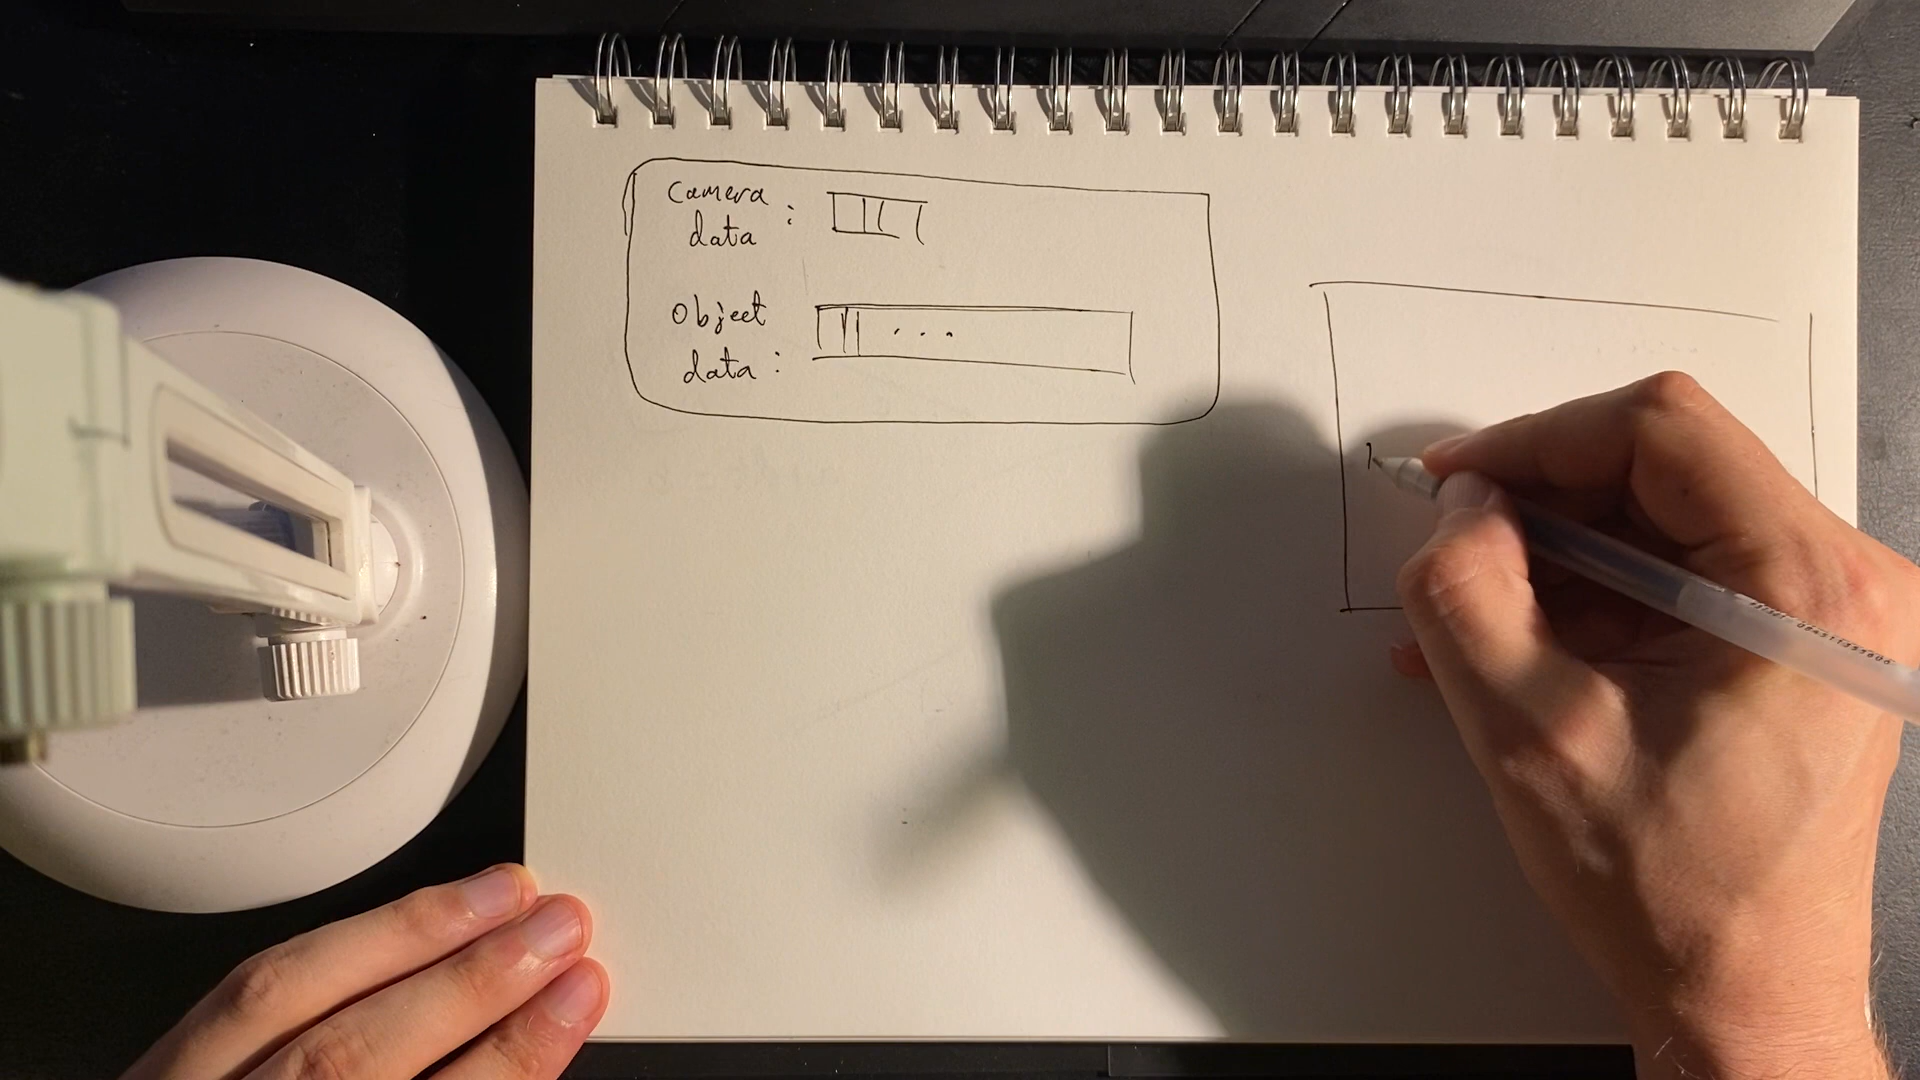 Camera
data :
Object
data :
. . .